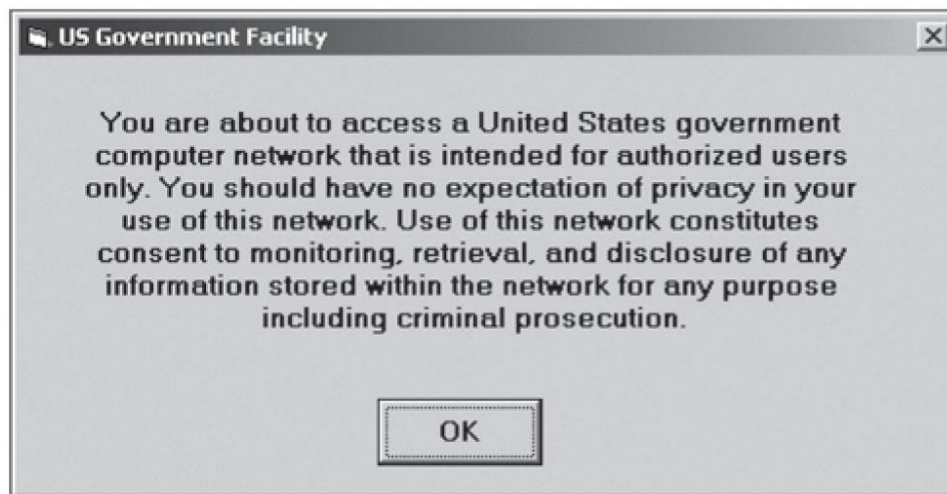 US Government Facility
You are about to access a United States government
computer network that is intended for authorized users
only. You should have no expectation of privacy in your
use of this network. Use of this network constitutes
consent to monitoring, retrieval, and disclosure of any
information stored within the network for any purpose
including criminal prosecution.
OK